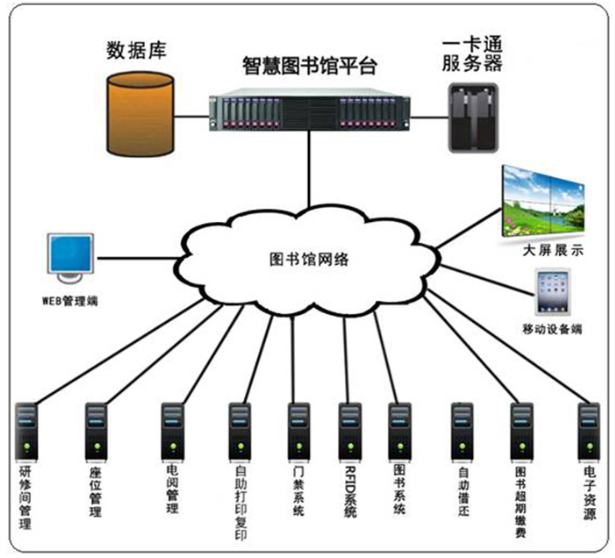 数据库
智慧图书馆平台
一卡通
服务器
图书馆网络
大屏展示
WEB管理端
移动设备端
研修间管理
座位管理
电阅管理
自助打印复印
门禁系统
RFID系统
图书系统
自助借还
图书超期缴费
电子资源